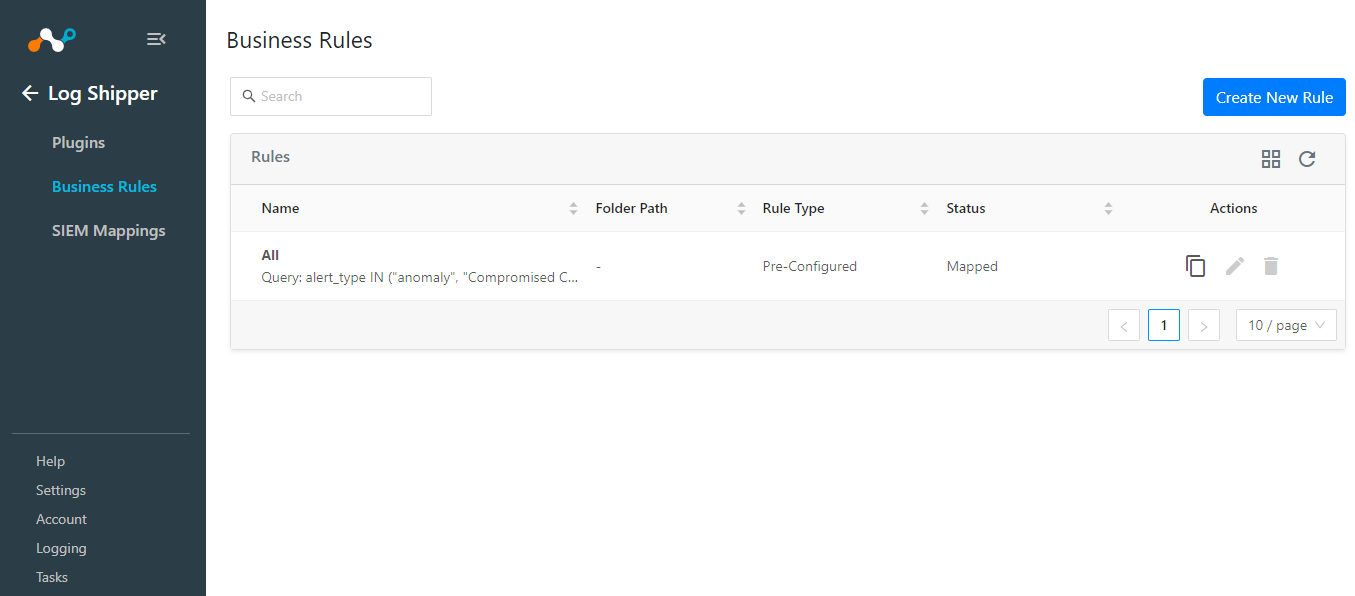 Business Rules
Log Shipper
Plugins
Business Rules
SIEM Mappings
Help
Settings
Account
Logging
Tasks
Search
Create New Rule
Rules
Name Folder Path Rule Type Status Actions
All
Query: alert_type IN ("anomaly", "Compromised C...
- Pre-Configured Mapped
< 1 > 10 / page